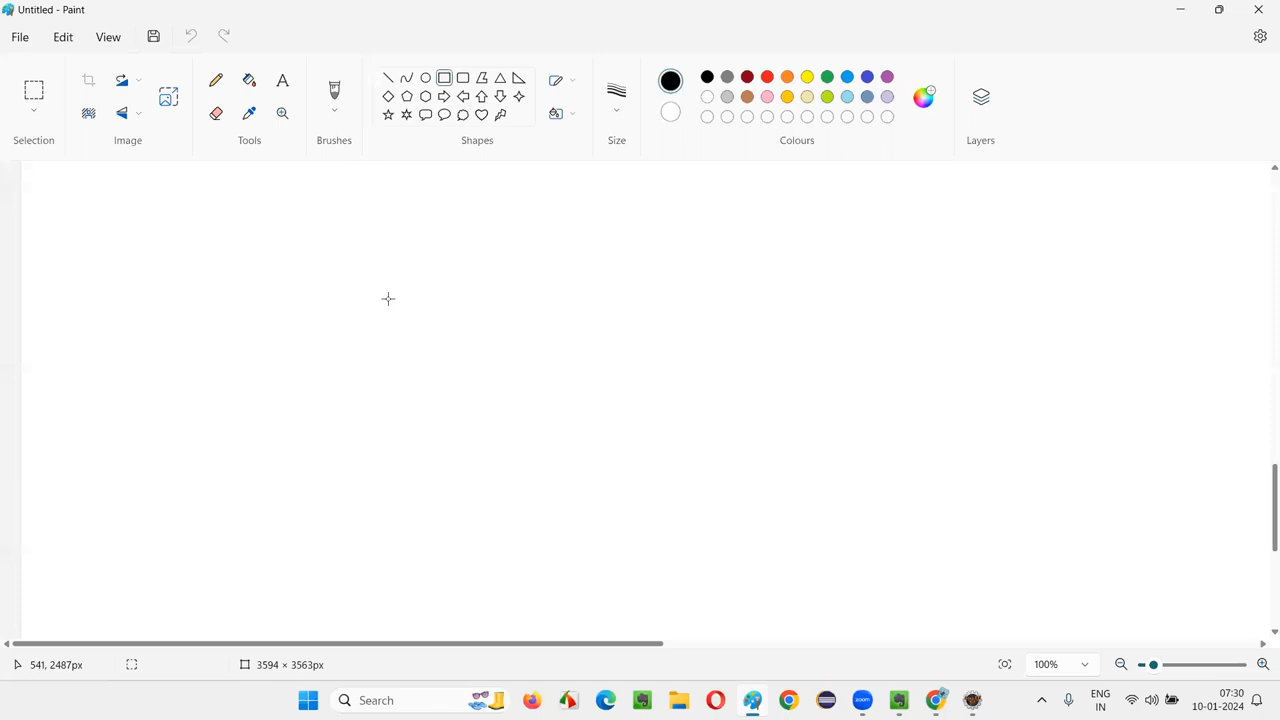 Untitled - Paint
File Edit View
Selection Image Tools Brushes Shapes Size Colours Layers
541, 2487px 3594 × 3563px 100%
Search zoom ENG IN 07:30 10-01-2024